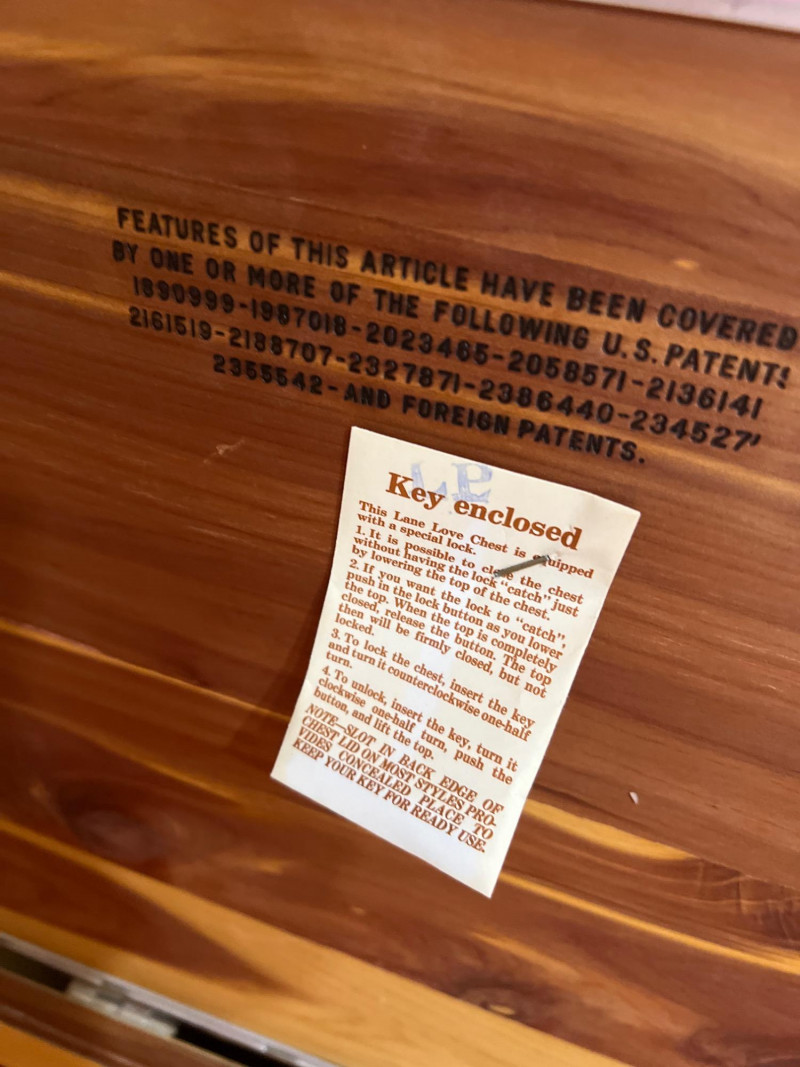 FEATURES OF THIS ARTICLE HAVE BEEN COVERED
BY ONE OR MORE OF THE FOLLOWING U.S. PATENTS
1890999-1987018-2023465-2058571-2136141
2161519-2188707-2327871-2386440-234527
2355542-AND FOREIGN PATENTS.
Key enclosed
This Lane Love Chest is equipped
with a special lock.
1. It is possible to close the chest
without having the lock "catch" just
by lowering the top of the chest.
2. If you want the lock to "catch",
push in the lock button as you lower
the top. When the top is completely
closed, release the button. The top
then will be firmly closed, but not
locked.
3. To lock the chest, insert the key
and turn it counterclockwise one-half
turn.
4. To unlock, insert the key, turn it
clockwise one-half turn, push the
button, and lift the top.
NOTE—SLOT IN BACK EDGE OF
CHEST LID ON MOST STYLES PRO-
VIDES CONCEALED PLACE TO
KEEP YOUR KEY FOR READY USE.